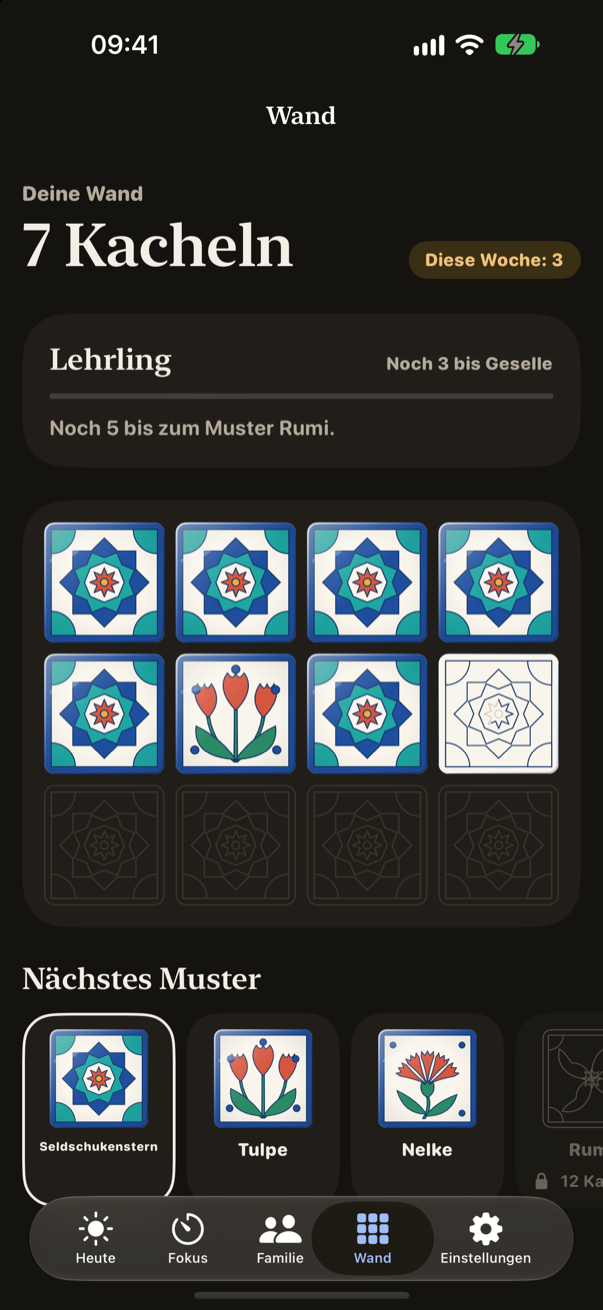 09:41
Wand
Deine Wand
7 Kacheln
Diese Woche: 3
Lehrling
Noch 3 bis Geselle
Noch 5 bis zum Muster Rumi.
Nächstes Muster
Seldschukenstern
Tulpe
Nelke
Heute
Fokus
Familie
Wand
Einstellungen